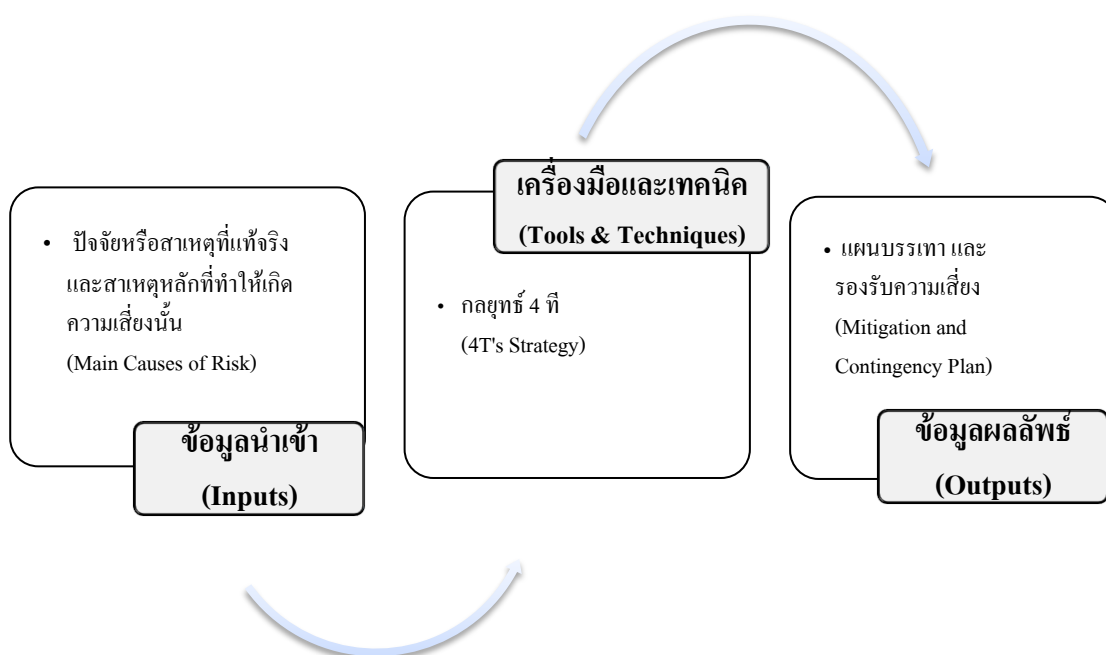 • ปัจจัยหรือสาเหตุที่แท้จริง
และสาเหตุหลักที่ทำให้เกิด
ความเสี่ยงนั้น
(Main Causes of Risk)
ข้อมูลนำเข้า
(Inputs)
เครื่องมือและเทคนิค
(Tools & Techniques)
• กลยุทธ์ 4 ที
(4T's Strategy)
• แผนบรรเทา และ
รองรับความเสี่ยง
(Mitigation and
Contingency Plan)
ข้อมูลผลลัพธ์
(Outputs)